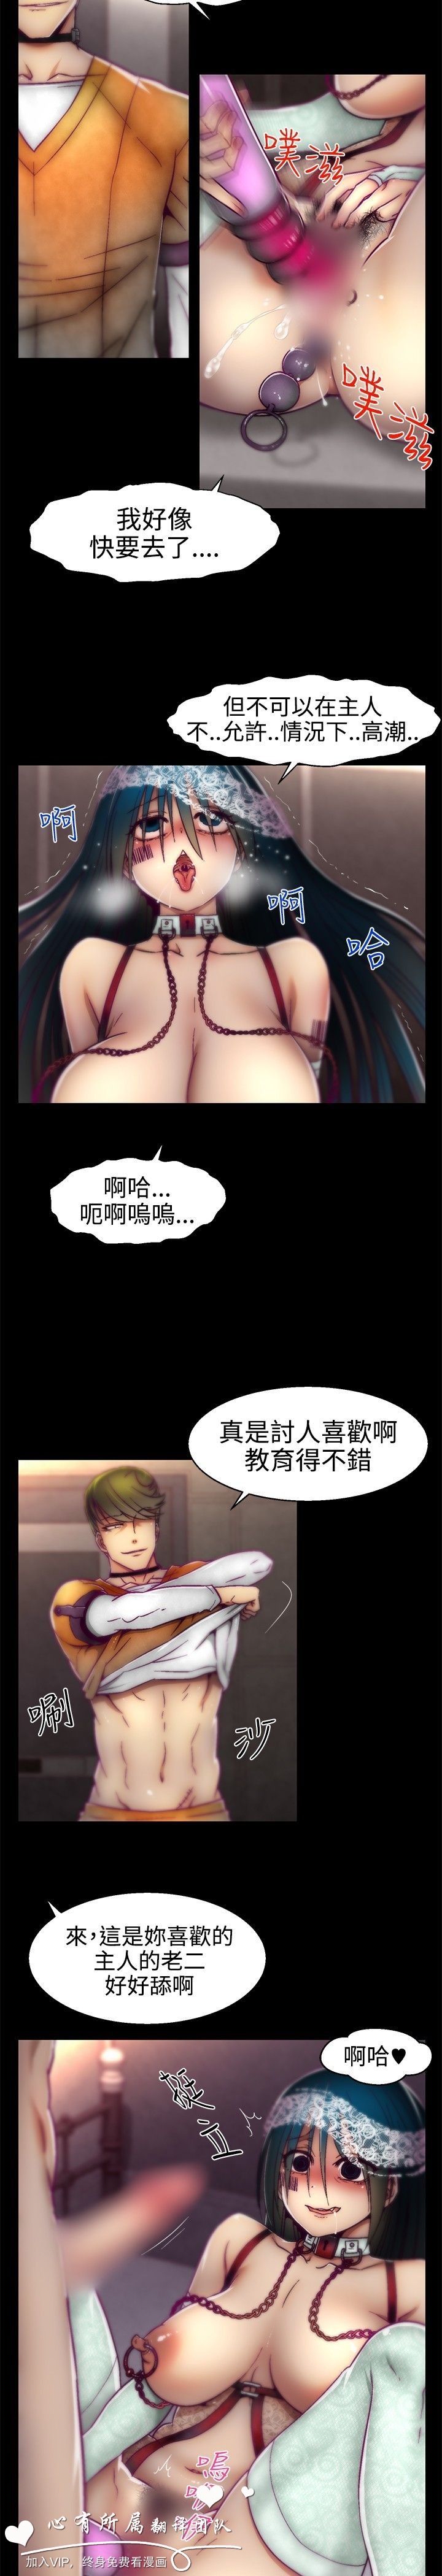 噗滋
噗滋
我好像
快要去了....
但不可以在主人
不..允許..情況下..高潮..
啊
啊
哈
啊哈...
呃啊嗚嗚...
真是討人喜歡啊
教育得不錯
唰
沙
來,這是妳喜歡的
主人的老二
好好舔啊
啊哈♥
挺立
嗚
心有所属翻译团队
加入VIP，终身免费看漫画